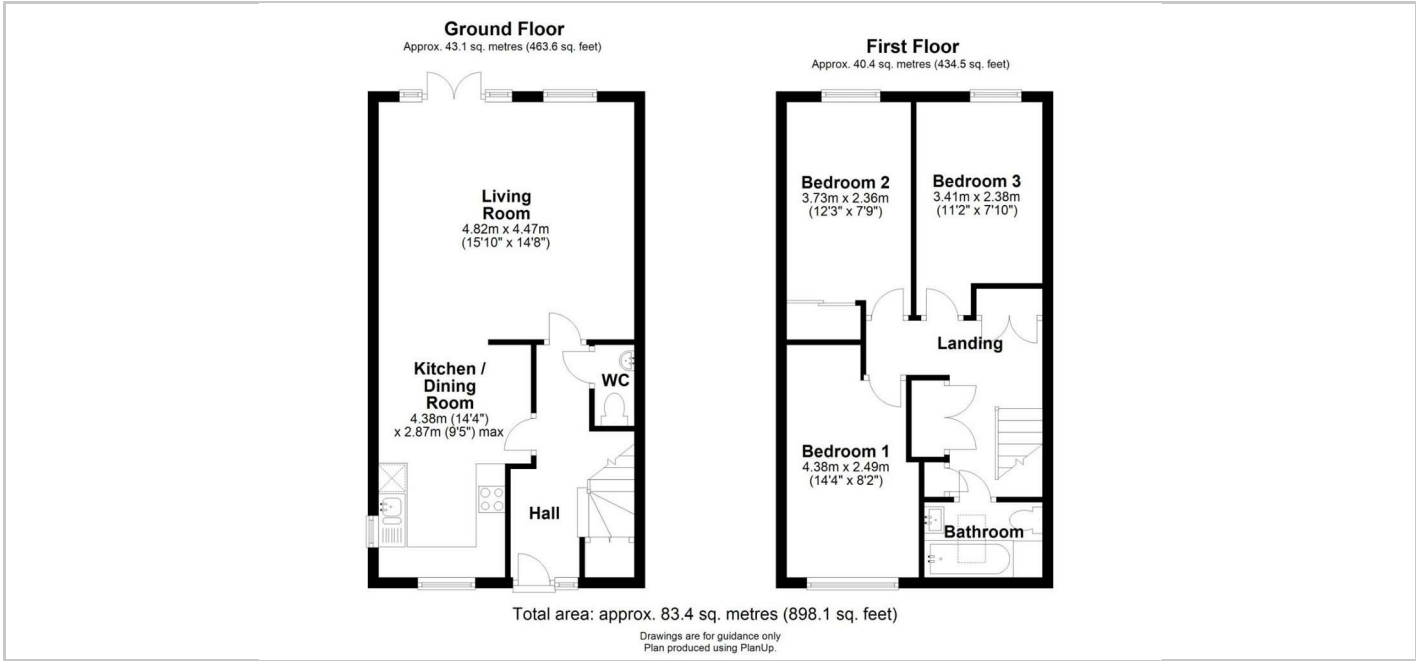 Ground Floor
Approx. 43.1 sq. metres (463.6 sq. feet)
Living
Room
4.82m x 4.47m
(15'10" x 14'8")
Kitchen /
Dining
Room
4.38m (14'4")
x 2.87m (9'5") max
WC
Hall
First Floor
Approx. 40.4 sq. metres (434.5 sq. feet)
Bedroom 2
3.73m x 2.36m
(12'3" x 7'9")
Bedroom 3
3.41m x 2.38m
(11'2" x 7'10")
Landing
Bedroom 1
4.38m x 2.49m
(14'4" x 8'2")
Bathroom
Total area: approx. 83.4 sq. metres (898.1 sq. feet)
Drawings are for guidance only
Plan produced using PlanUp.